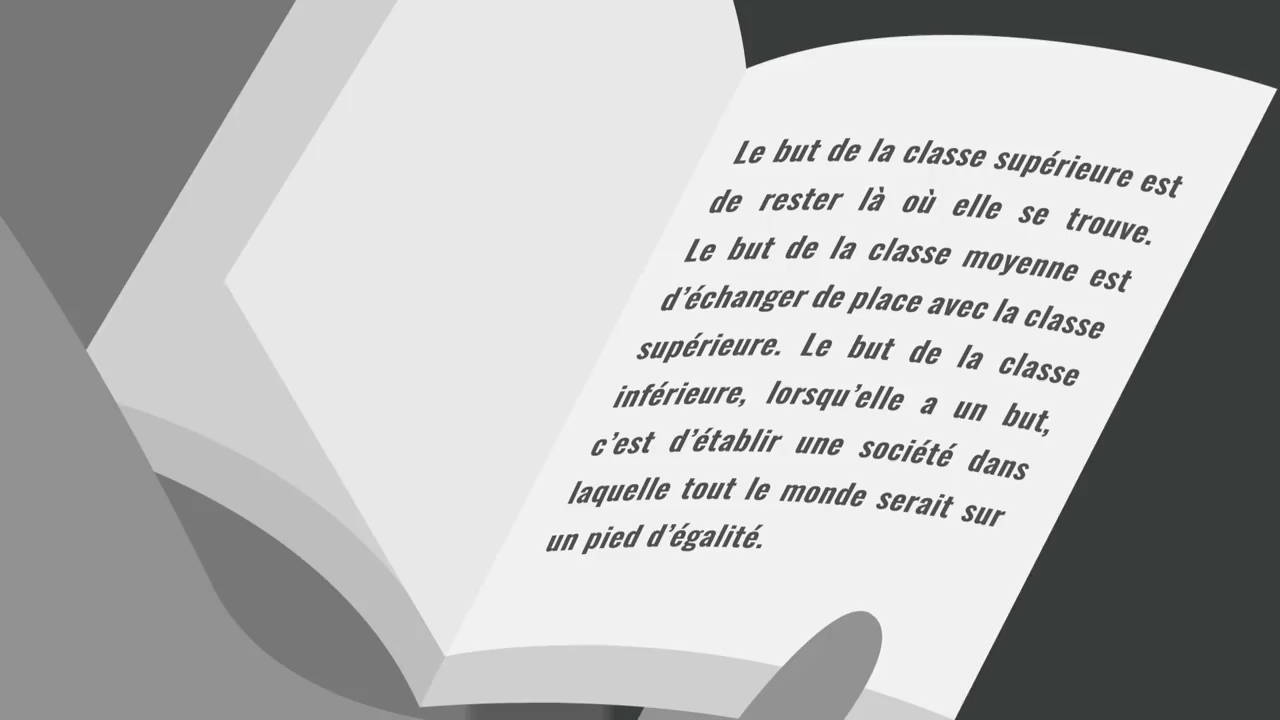 Le but de la classe supérieure est
de rester là où elle se trouve.
Le but de la classe moyenne est
d’échanger de place avec la classe
supérieure. Le but de la classe
inférieure, lorsqu’elle a un but,
c’est d’établir une société dans
laquelle tout le monde serait sur
un pied d’égalité.